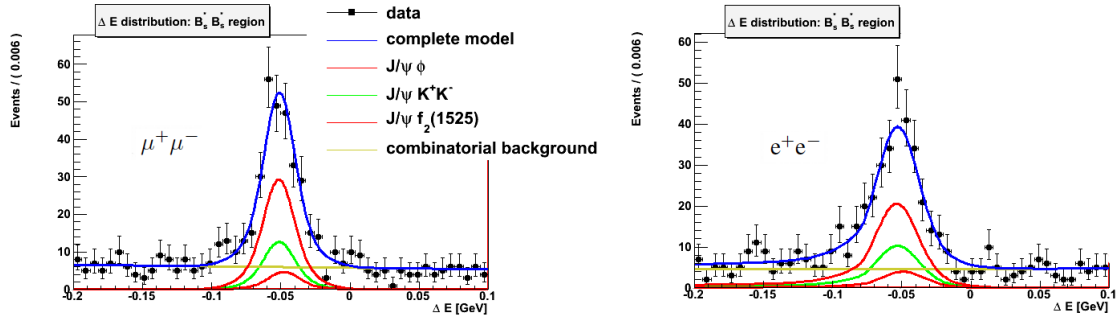 Δ E distribution: B*s B*s region
Events / ( 0.006 )
60
50
40
30
20
10
0
μ+μ−
data
complete model
J/ψ φ
J/ψ K+K-
J/ψ f2(1525)
combinatorial background
-0.2 -0.15 -0.1 -0.05 0 0.05 0.1
Δ E [GeV]
Δ E distribution: B*s B*s region
Events / ( 0.006 )
60
50
40
30
20
10
0
e+e−
-0.2 -0.15 -0.1 -0.05 0 0.05 0.1
Δ E [GeV]